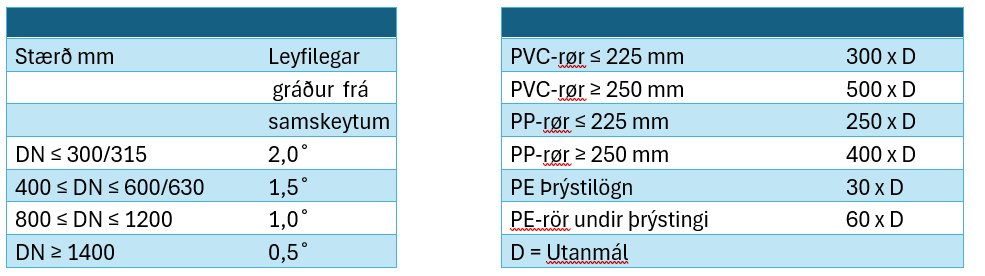 Stærð mm Leyfilegar
gráður frá
samskeytum
DN ≤ 300/315 2,0°
400 ≤ DN ≤ 600/630 1,5°
800 ≤ DN ≤ 1200 1,0°
DN ≥ 1400 0,5°
PVC-rør ≤ 225 mm 300 x D
PVC-rør ≥ 250 mm 500 x D
PP-rør ≤ 225 mm 250 x D
PP-rør ≥ 250 mm 400 x D
PE Þrýstilögn 30 x D
PE-rör undir þrýstingi 60 x D
D = Utanmál